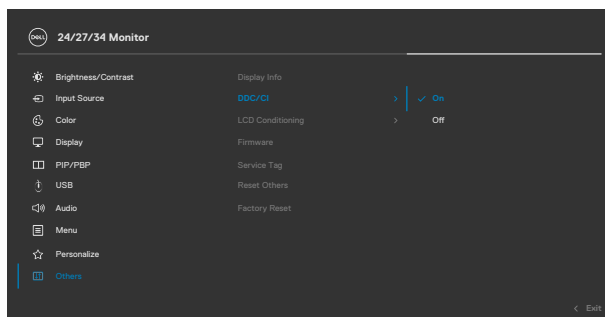 DELL 24/27/34 Monitor
Brightness/Contrast Display Info
Input Source DDC/CI > ✓ On
Color LCD Conditioning > Off
Display Firmware
PIP/PBP Service Tag
USB Reset Others
Audio Factory Reset
Menu
Personalize
Others
< Exit